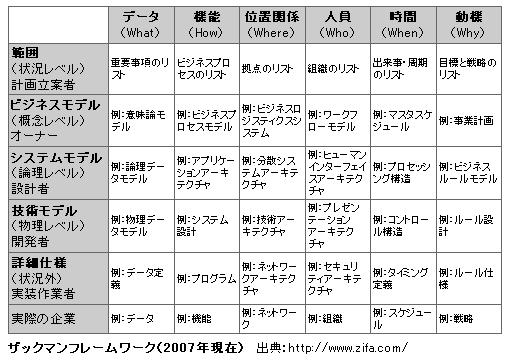 データ
(What)
機能
(How)
位置関係
(Where)
人員
(Who)
時間
(When)
動機
(Why)
範囲
(状況レベル)
計画立案者
重要事項のリ
スト
ビジネスプロ
セスのリスト
拠点のリスト
組織のリスト
出来事・周期
のリスト
目標と戦略の
リスト
ビジネスモデル
(概念レベル)
オーナー
例:意味論モ
デル
例:ビジネスプ
ロセスモデル
例:ビジネスロ
ジスティクスシ
ステム
例:ワークフ
ローモデル
例:マスタスケ
ジュール
例:事業計画
システムモデル
(論理レベル)
設計者
例:論理デー
タモデル
例:アプリケー
ションアーキ
テクチャ
例:分散シス
テムアーキテ
クチャ
例:ヒューマン
インターフェイ
スアーキテクチャ
例:プロセッシ
ング構造
例:ビジネス
ルールモデル
技術モデル
(物理レベル)
開発者
例:物理デー
タモデル
例:システム
設計
例:技術アー
キテクチャ
例:プレゼン
テーション
アーキテクチャ
例:コントロー
ル構造
例:ルール設
計
詳細仕様
(状況外)
実装作業者
例:データ定
義
例:プログラム
例:ネットワー
クアーキテク
チャ
例:セキュリ
ティアーキテ
クチャ
例:タイミング
定義
例:ルール仕
様
実際の企業
例:データ
例:機能
例:ネットワー
ク
例:組織
例:スケジュー
ル
例:戦略
ザックマンフレームワーク(2007年現在) 出典:http://www.zifa.com/